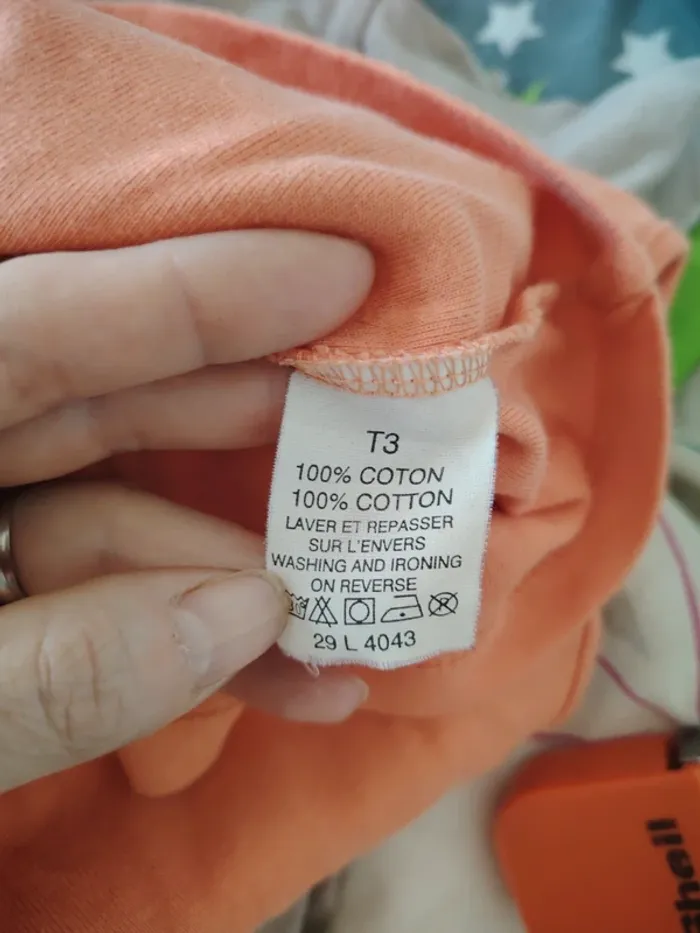 T3
100% COTON
100% COTTON
LAVER ET REPASSER
SUR L'ENVERS
WASHING AND IRONING
ON REVERSE
29 L 4043